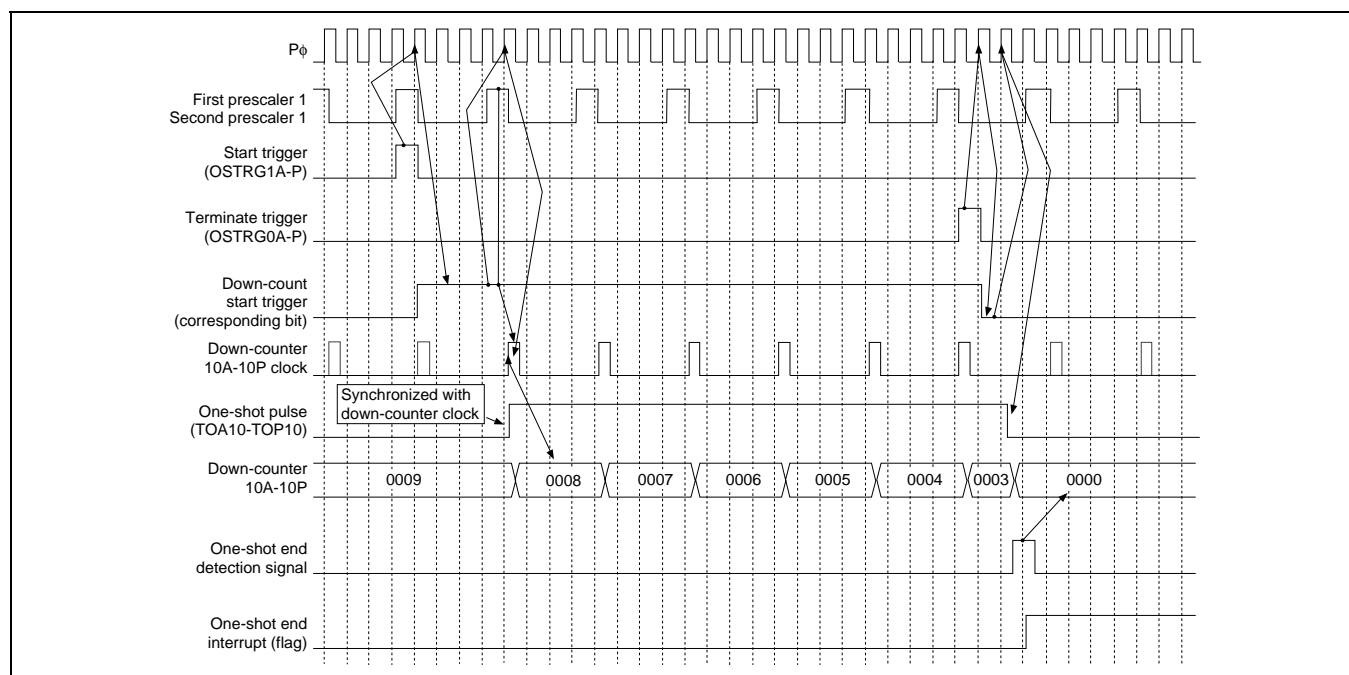 Pϕ
First prescaler 1
Second prescaler 1
Start trigger
(OSTRG1A-P)
Terminate trigger
(OSTRG0A-P)
Down-count
start trigger
(corresponding bit)
Down-counter
10A-10P clock
Synchronized with
down-counter clock
One-shot pulse
(TOA10-TOP10)
Down-counter
10A-10P
0009 0008 0007 0006 0005 0004 0003 0000
One-shot end
detection signal
One-shot end
interrupt (flag)